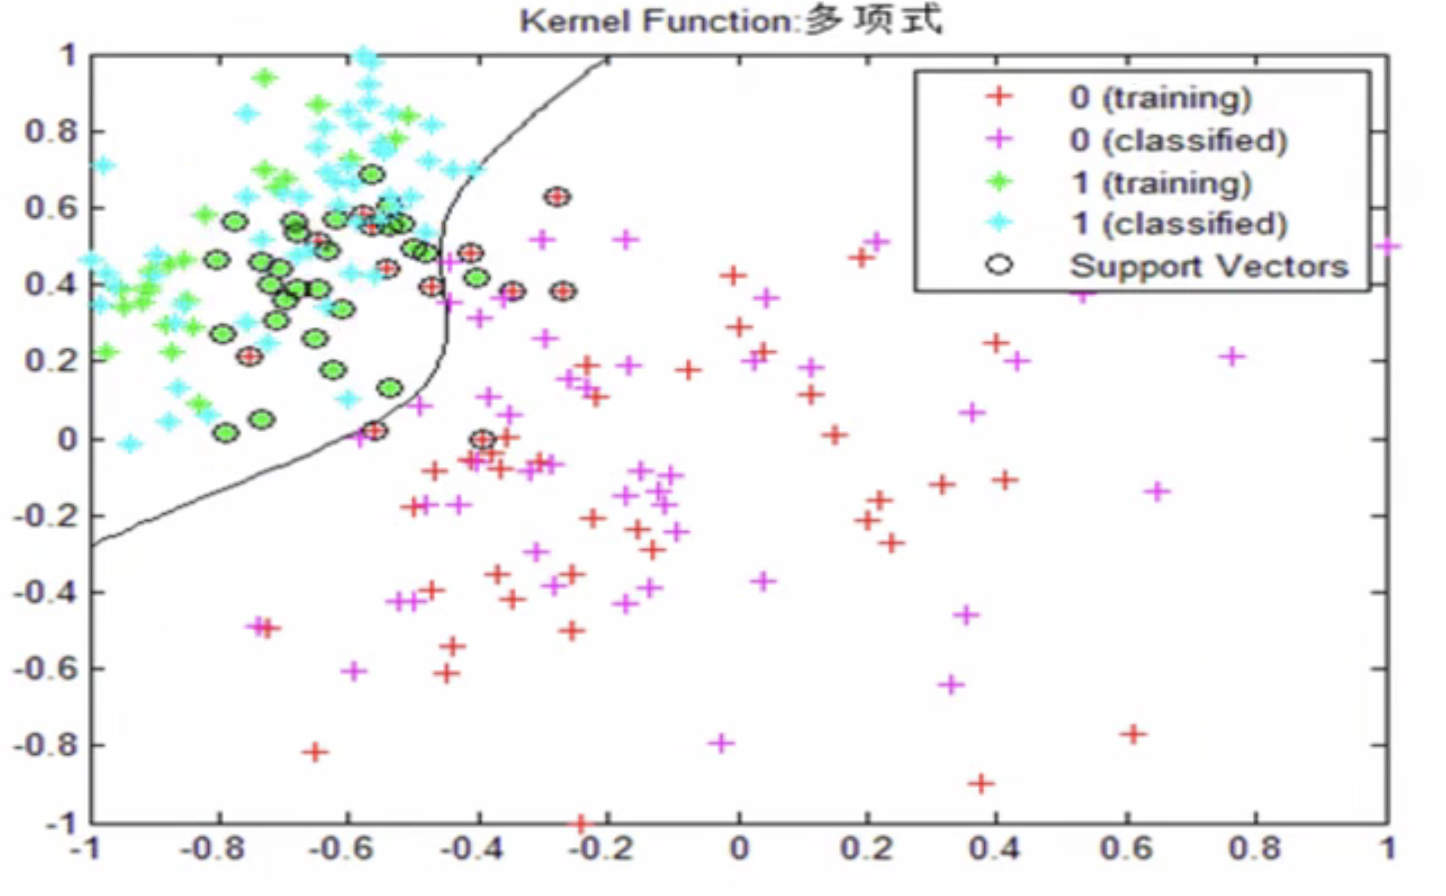 Kernel Function:多项式
1
0.8
0.6
0.4
0.2
0
-0.2
-0.4
-0.6
-0.8
-1
0 (training)
0 (classified)
1 (training)
1 (classified)
Support Vectors
-1 -0.8 -0.6 -0.4 -0.2 0 0.2 0.4 0.6 0.8 1